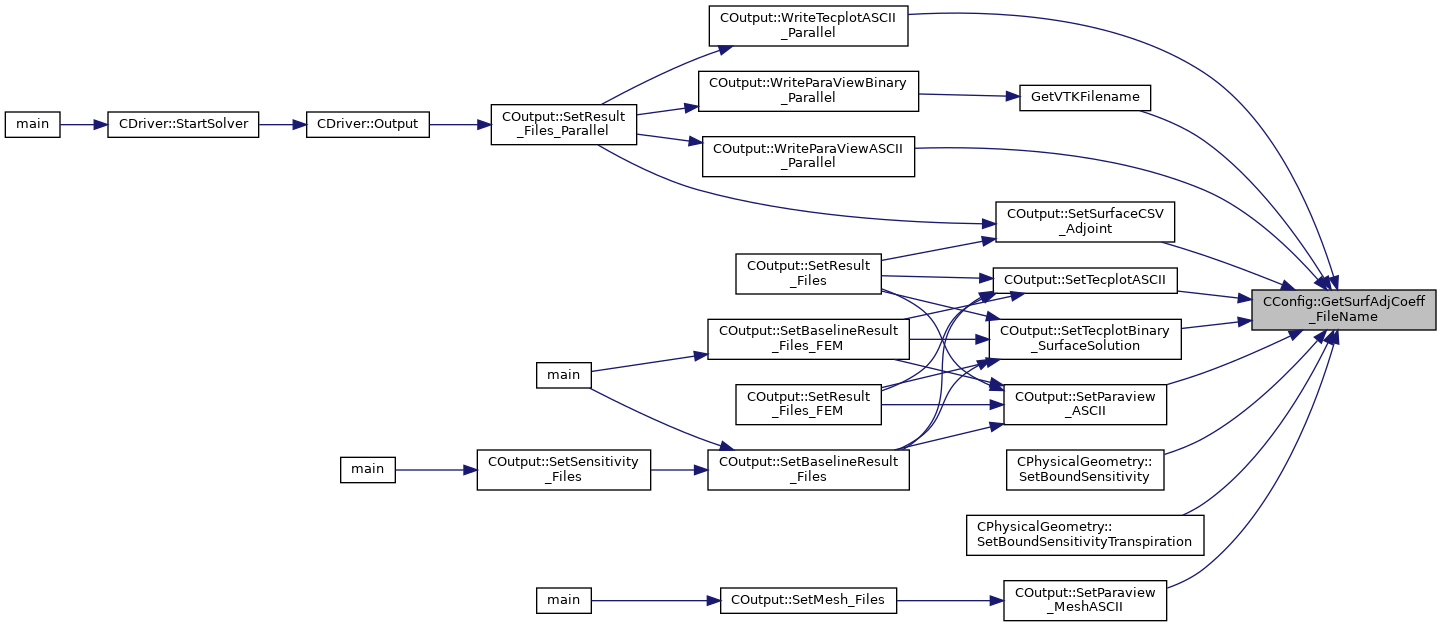 COutput::WriteTecplotASCII
_Parallel
COutput::WriteParaViewBinary
_Parallel
GetVTKFilename
main
CDriver::StartSolver
CDriver::Output
COutput::SetResult
_Files_Parallel
COutput::WriteParaViewASCII
_Parallel
COutput::SetSurfaceCSV
_Adjoint
COutput::SetResult
_Files
COutput::SetTecplotASCII
CConfig::GetSurfAdjCoeff
_FileName
COutput::SetBaselineResult
_Files_FEM
COutput::SetTecplotBinary
_SurfaceSolution
main
COutput::SetResult
_Files_FEM
COutput::SetParaview
_ASCII
main
COutput::SetSensitivity
_Files
COutput::SetBaselineResult
_Files
CPhysicalGeometry::
SetBoundSensitivity
CPhysicalGeometry::
SetBoundSensitivityTranspiration
main
COutput::SetMesh_Files
COutput::SetParaview
_MeshASCII